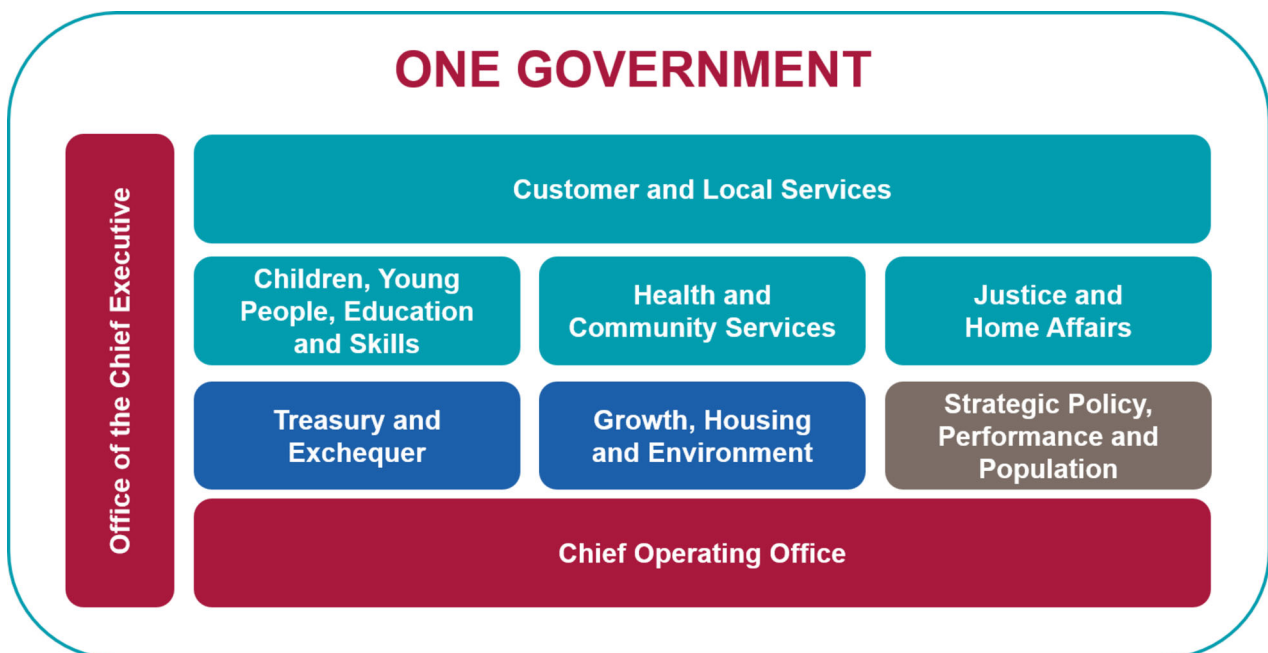 ONE GOVERNMENT
Office of the Chief Executive
Customer and Local Services
Children, Young
People, Education
and Skills
Health and
Community Services
Justice and
Home Affairs
Treasury and
Exchequer
Growth, Housing
and Environment
Strategic Policy,
Performance and
Population
Chief Operating Office